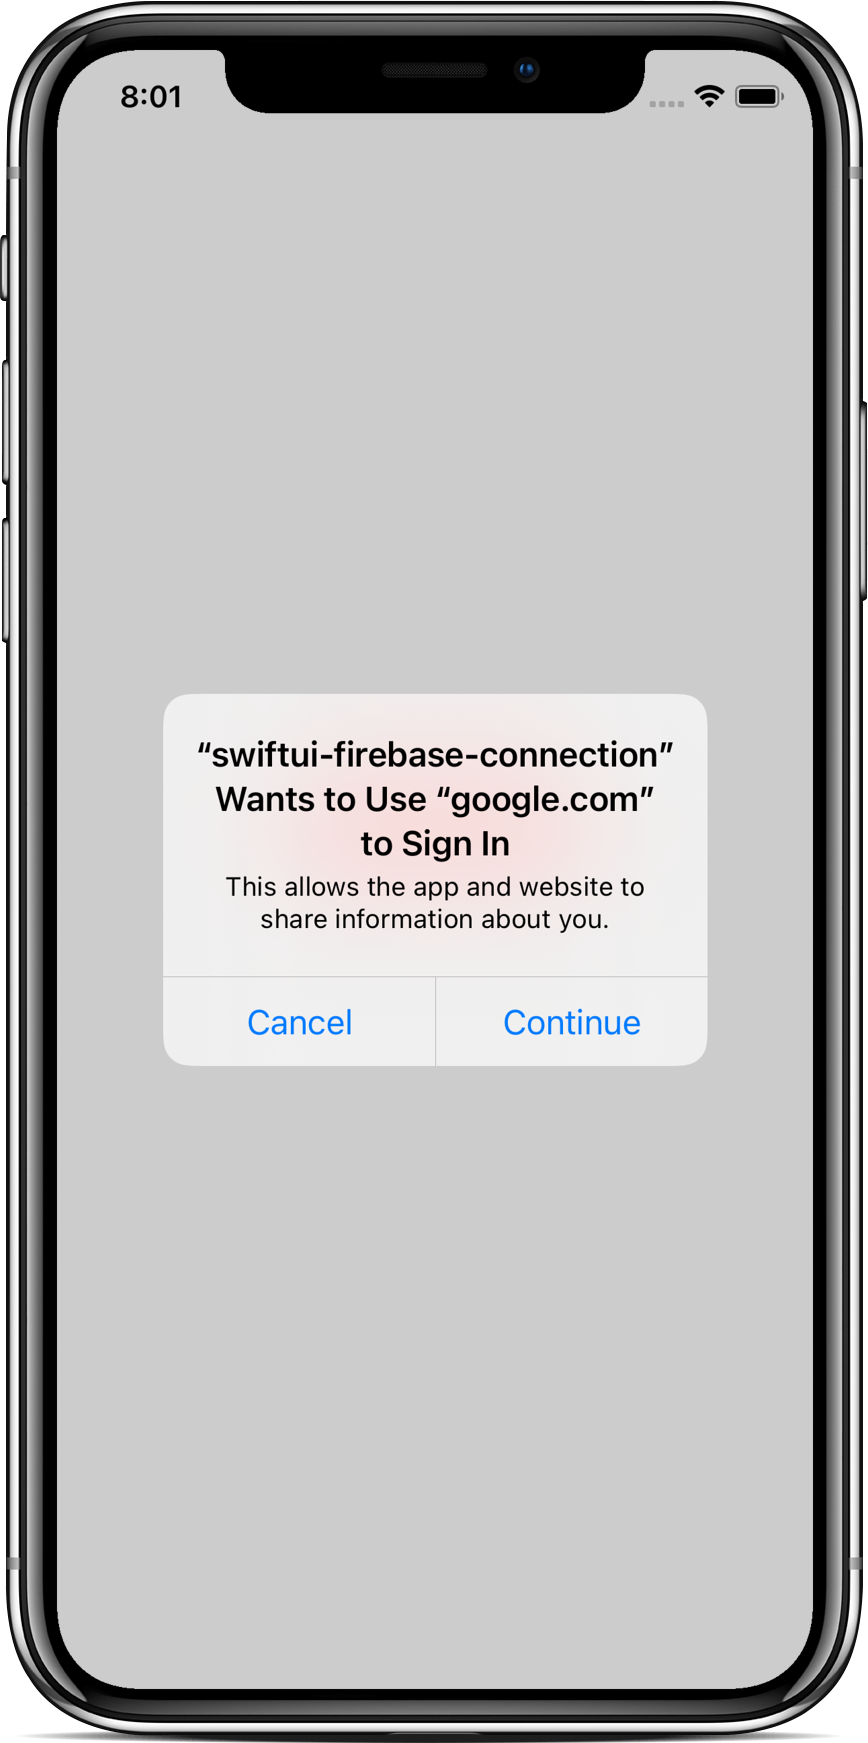 8:01
“swiftui-firebase-connection”
Wants to Use “google.com”
to Sign In
This allows the app and website to
share information about you.
Cancel
Continue